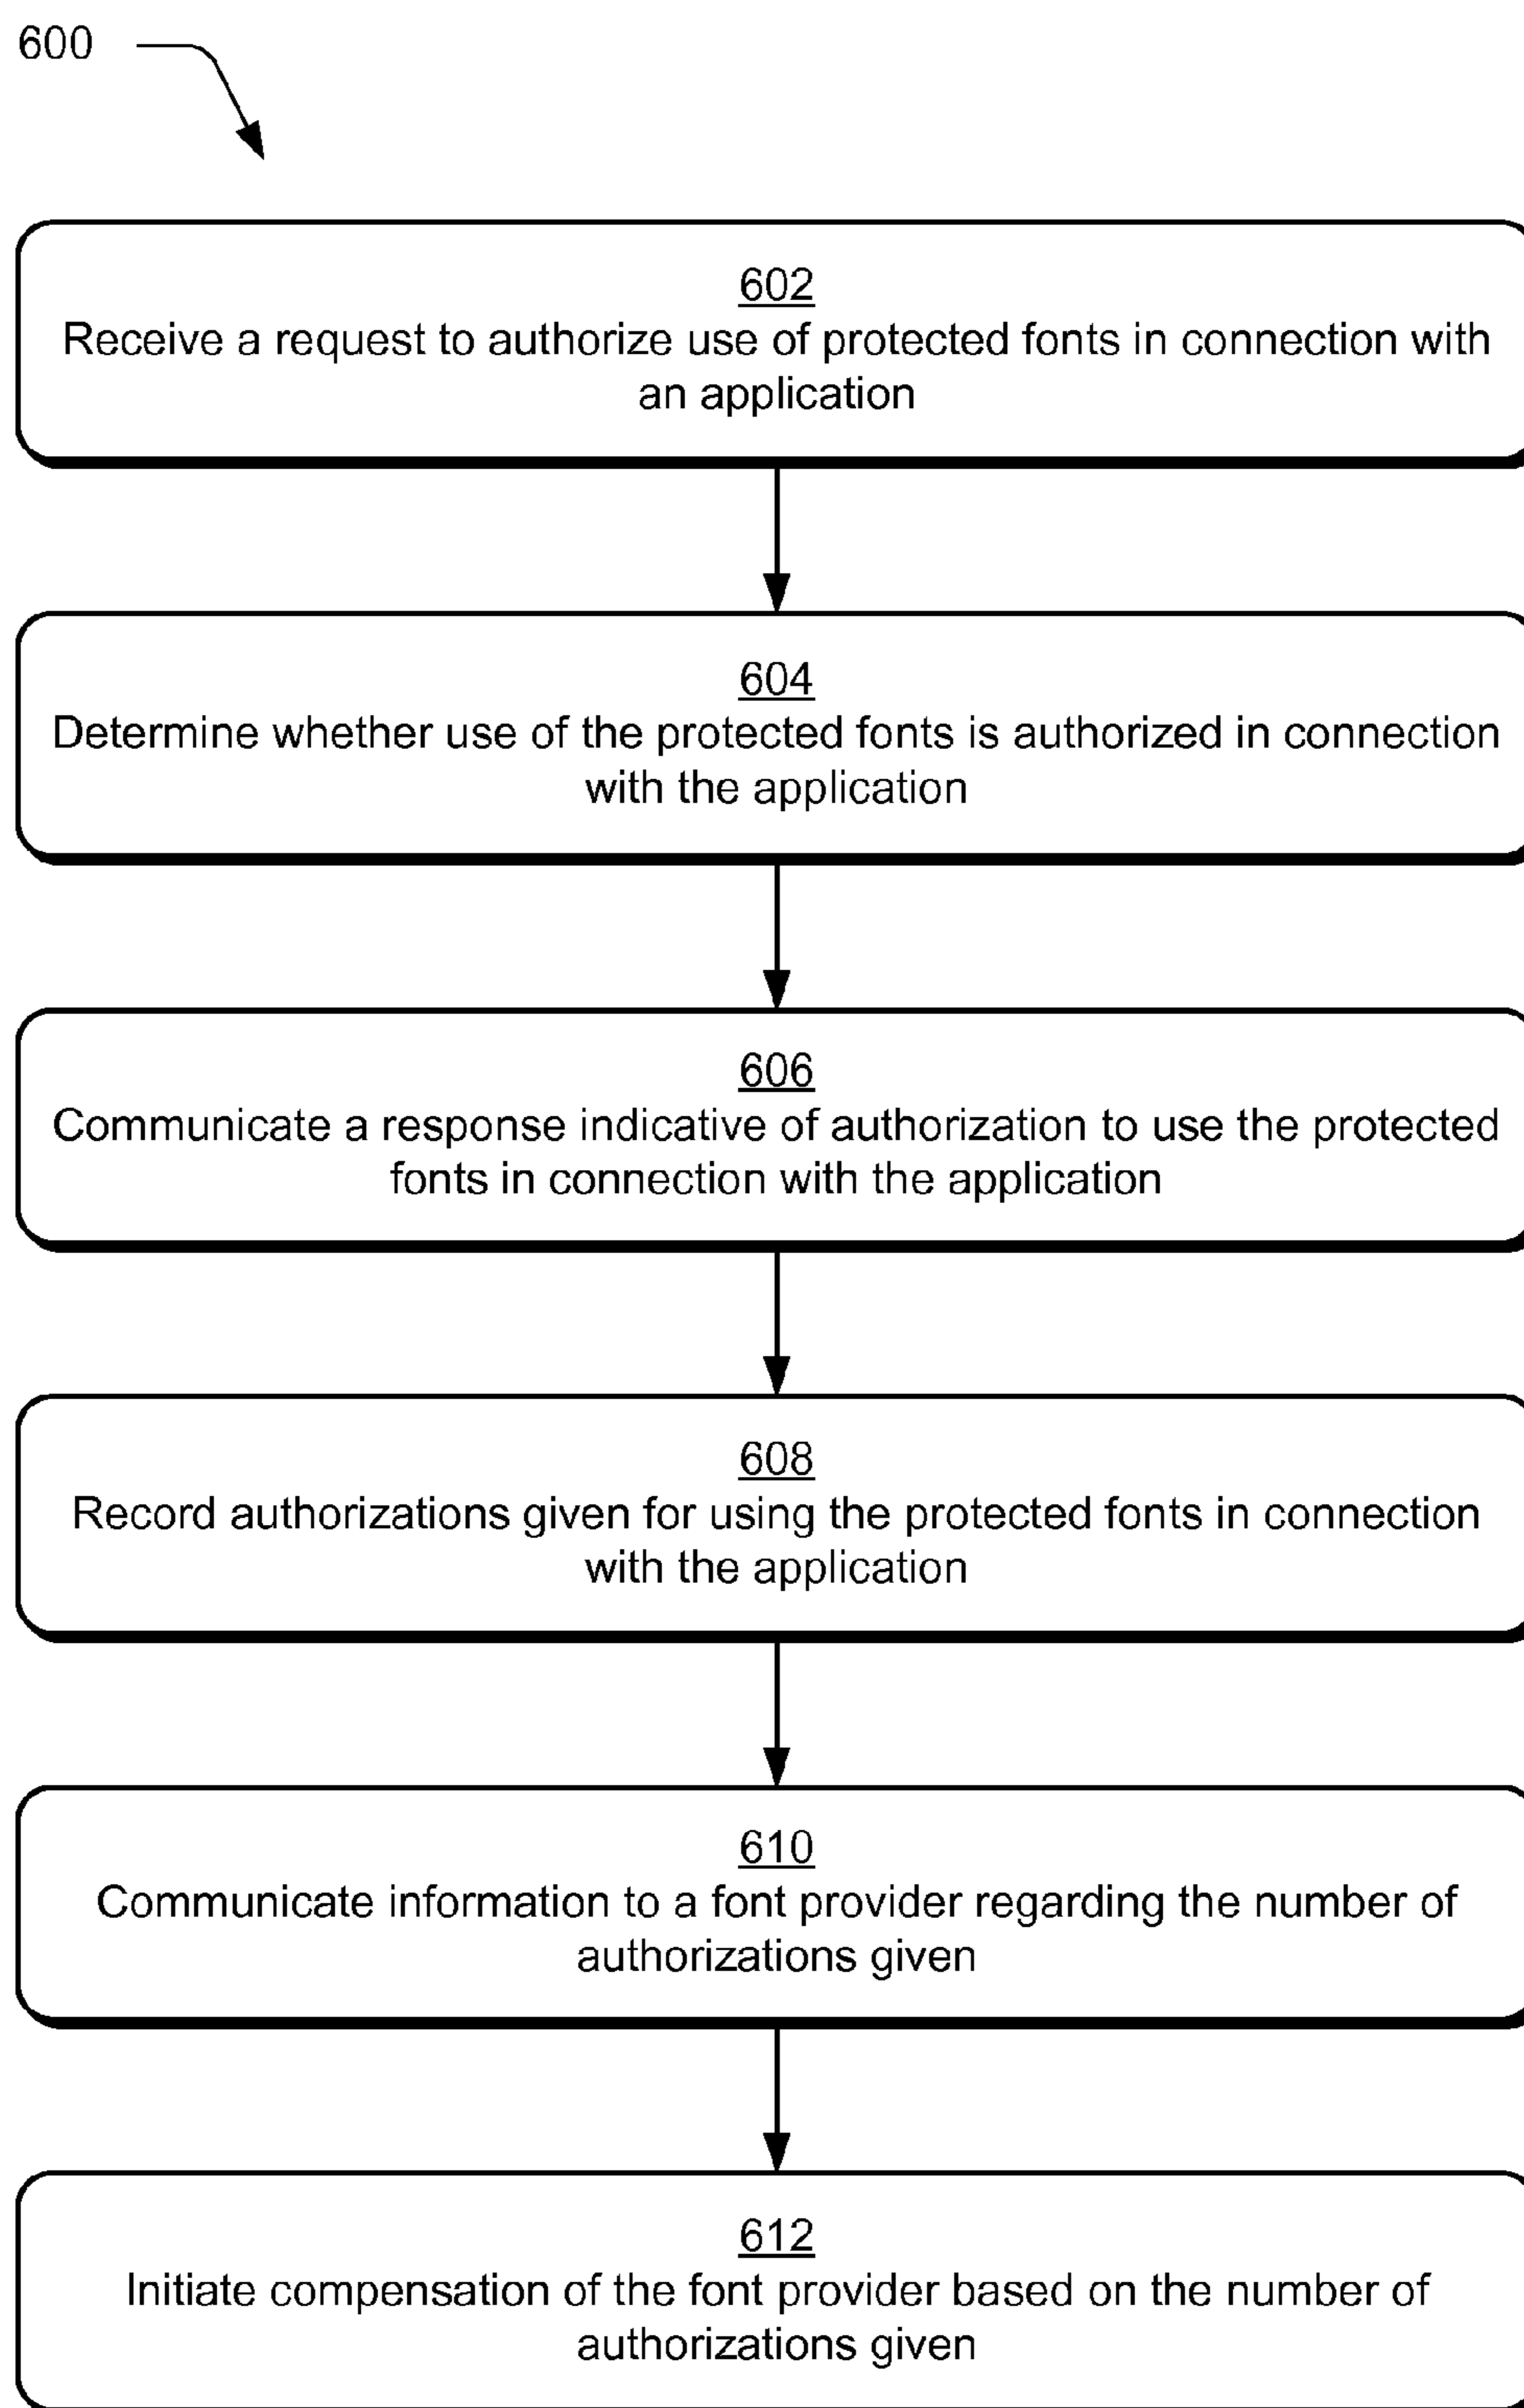 600
602
Receive a request to authorize use of protected fonts in connection with
an application
604
Determine whether use of the protected fonts is authorized in connection
with the application
606
Communicate a response indicative of authorization to use the protected
fonts in connection with the application
608
Record authorizations given for using the protected fonts in connection
with the application
610
Communicate information to a font provider regarding the number of
authorizations given
612
Initiate compensation of the font provider based on the number of
authorizations given